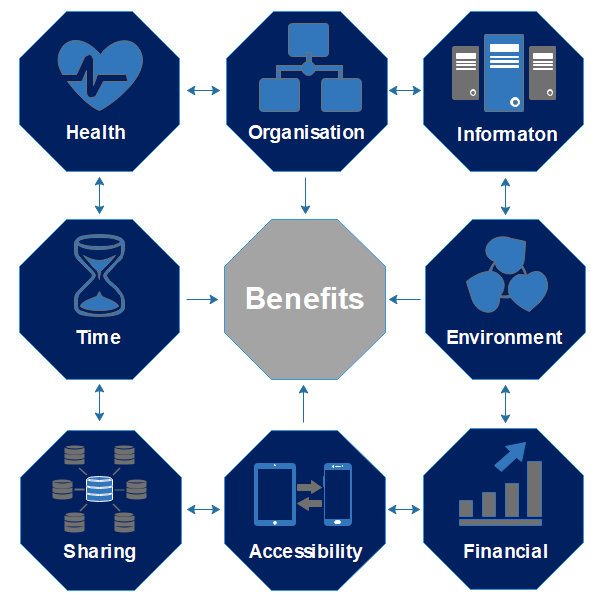 Health
Organisation
Informaton
Time
Benefits
Environment
Sharing
Accessibility
Financial